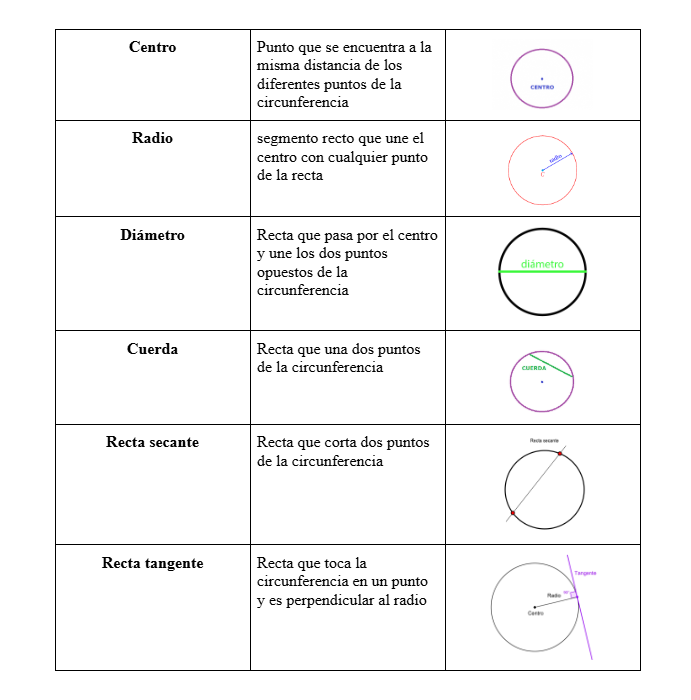 Centro
Punto que se encuentra a la
misma distancia de los
diferentes puntos de la
circunferencia
CENTRO
Radio
segmento recto que une el
centro con cualquier punto
de la recta
radio
C
Diámetro
Recta que pasa por el centro
y une los dos puntos
opuestos de la
circunferencia
diámetro
Cuerda
Recta que una dos puntos
de la circunferencia
CUERDA
Recta secante
Recta que corta dos puntos
de la circunferencia
Recta secante
Recta tangente
Recta que toca la
circunferencia en un punto
y es perpendicular al radio
Tangente
90°
Radio
Centro